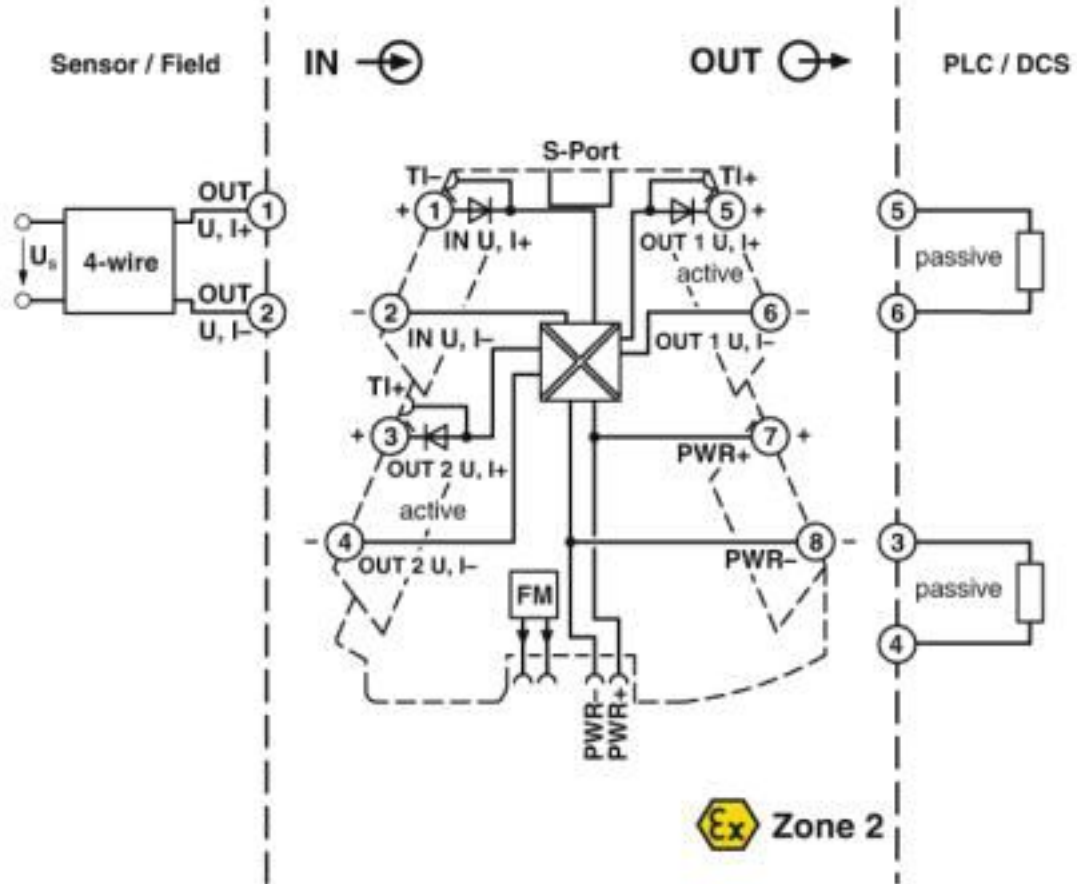 Sensor / Field
IN
OUT
PLC / DCS
S-Port
OUT
1
U, I+
Us
4-wire
OUT
2
U, I–
TI–
+ 1
IN U, I+
TI+
5 +
OUT 1 U, I+
active
– 2
IN U, I–
6 –
OUT 1 U, I–
TI+
+ 3
OUT 2 U, I+
active
7 +
PWR+
– 4
OUT 2 U, I–
8 –
PWR–
FM
PWR–
PWR+
5
passive
6
3
passive
4
Ex Zone 2